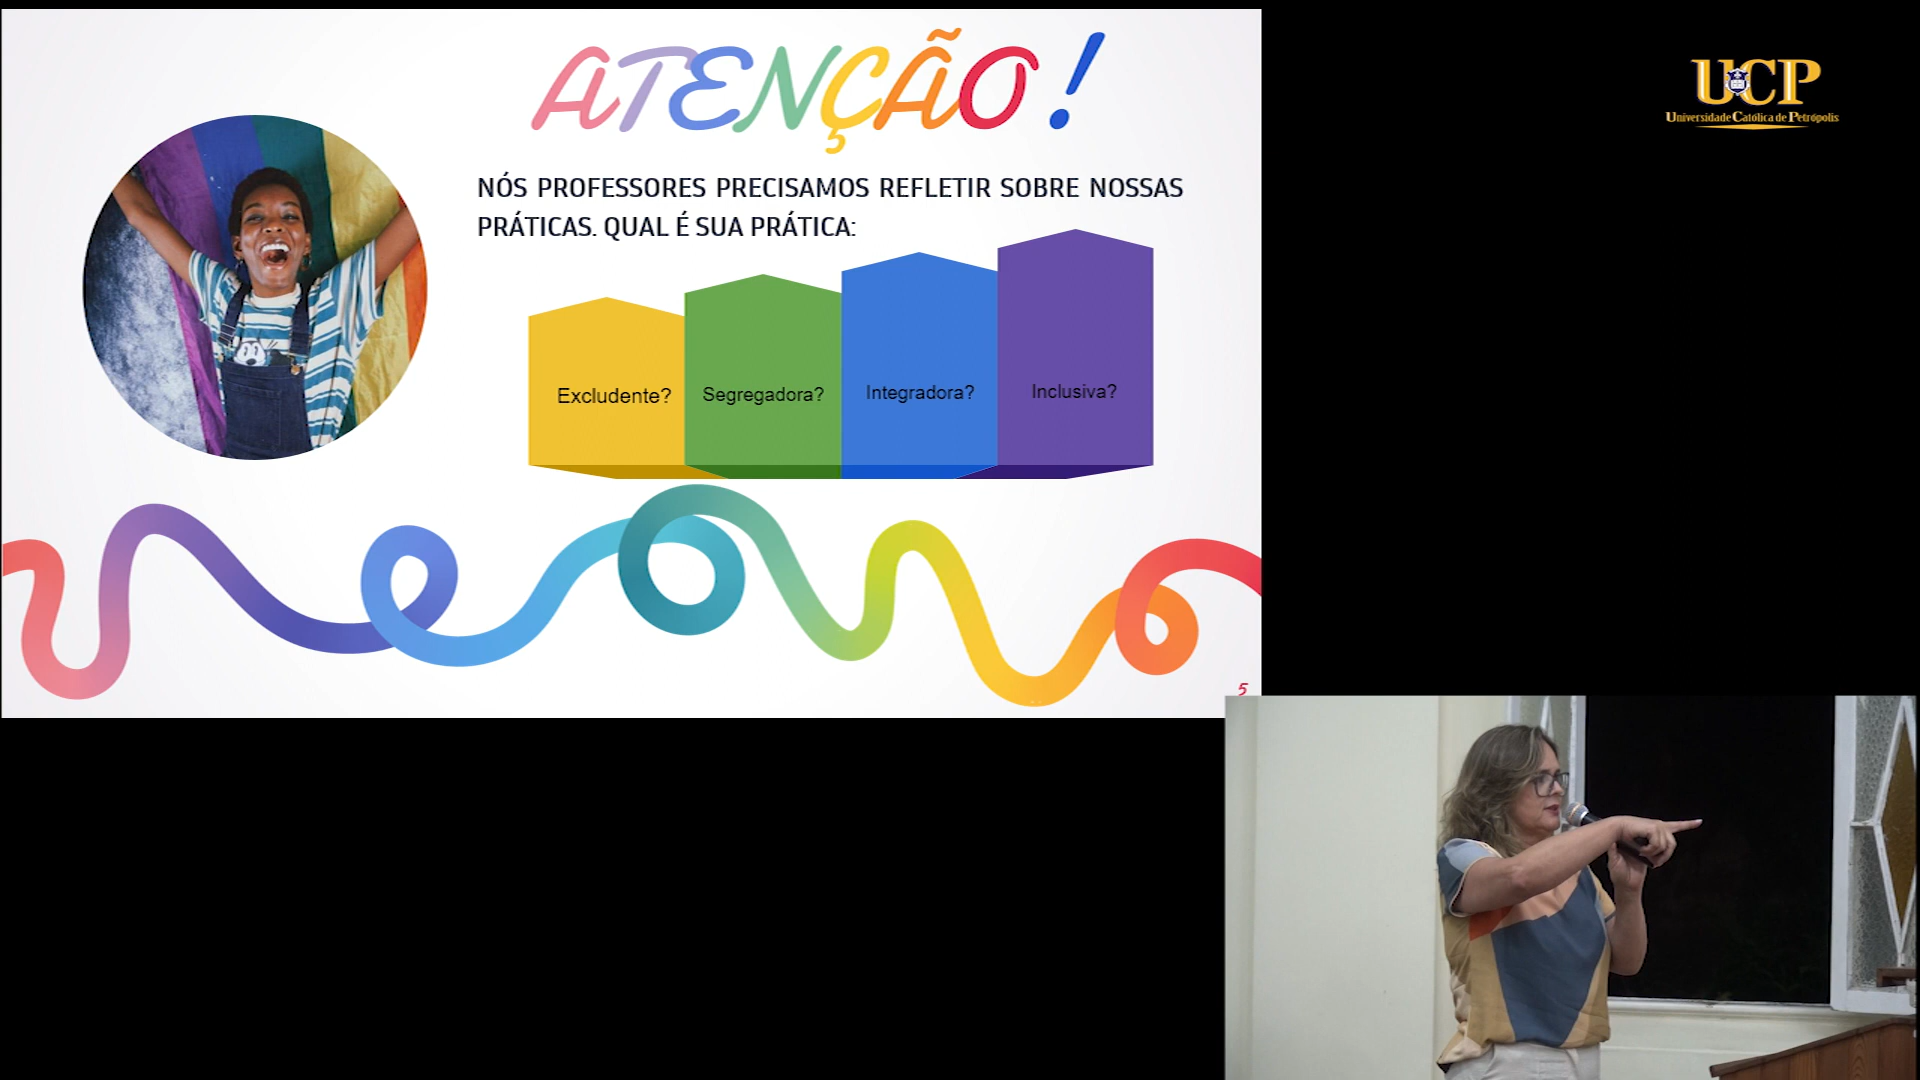 ATENÇÃO!
NÓS PROFESSORES PRECISAMOS REFLETIR SOBRE NOSSAS
PRÁTICAS. QUAL É SUA PRÁTICA:
Excludente?
Segregadora?
Integradora?
Inclusiva?
5
UCP
Universidade Católica de Petrópolis